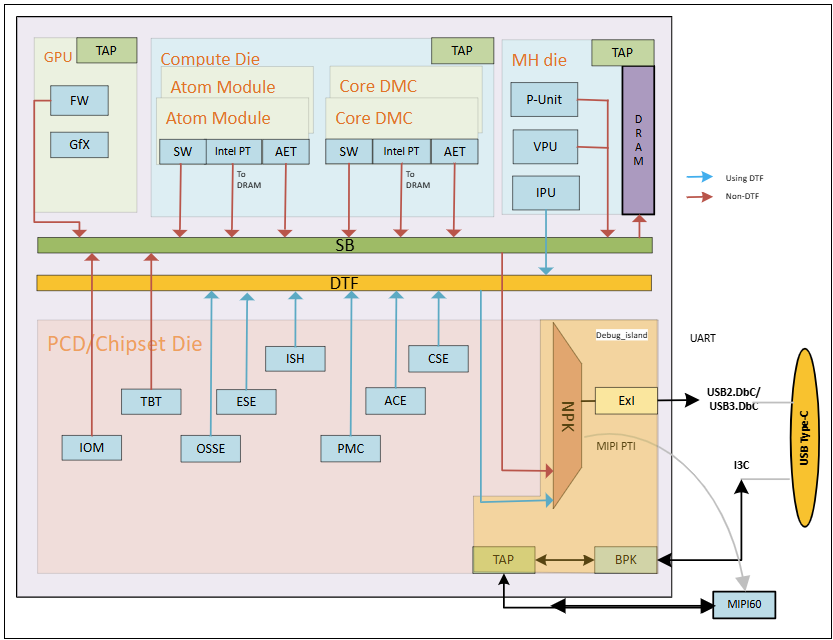 GPU
TAP
FW
GfX
Compute Die
TAP
Atom Module
Atom Module
Core DMC
Core DMC
SW
Intel PT
AET
SW
Intel PT
AET
To
DRAM
To
DRAM
MH die
TAP
P-Unit
VPU
IPU
D
R
A
M
Using DTF
Non-DTF
SB
DTF
PCD/Chipset Die
Debug_island
UART
ISH
CSE
TBT
ESE
ACE
IOM
OSSE
PMC
NPK
ExI
USB2.DbC/
USB3.DbC
MIPI PTI
I3C
USB Type-C
TAP
BPK
MIPI60